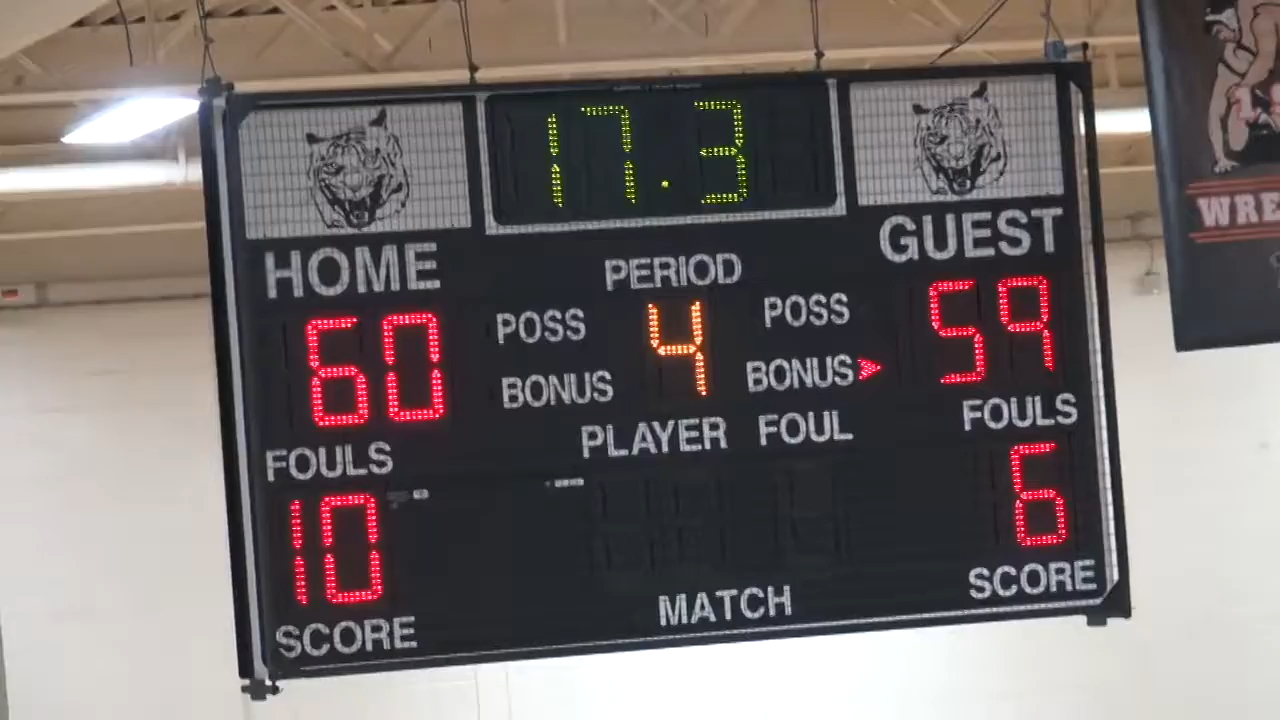 17.3
HOME
PERIOD
GUEST
60
POSS
4
POSS
59
BONUS
BONUS
FOULS
PLAYER FOUL
FOULS
10
6
SCORE
MATCH
SCORE
WRE